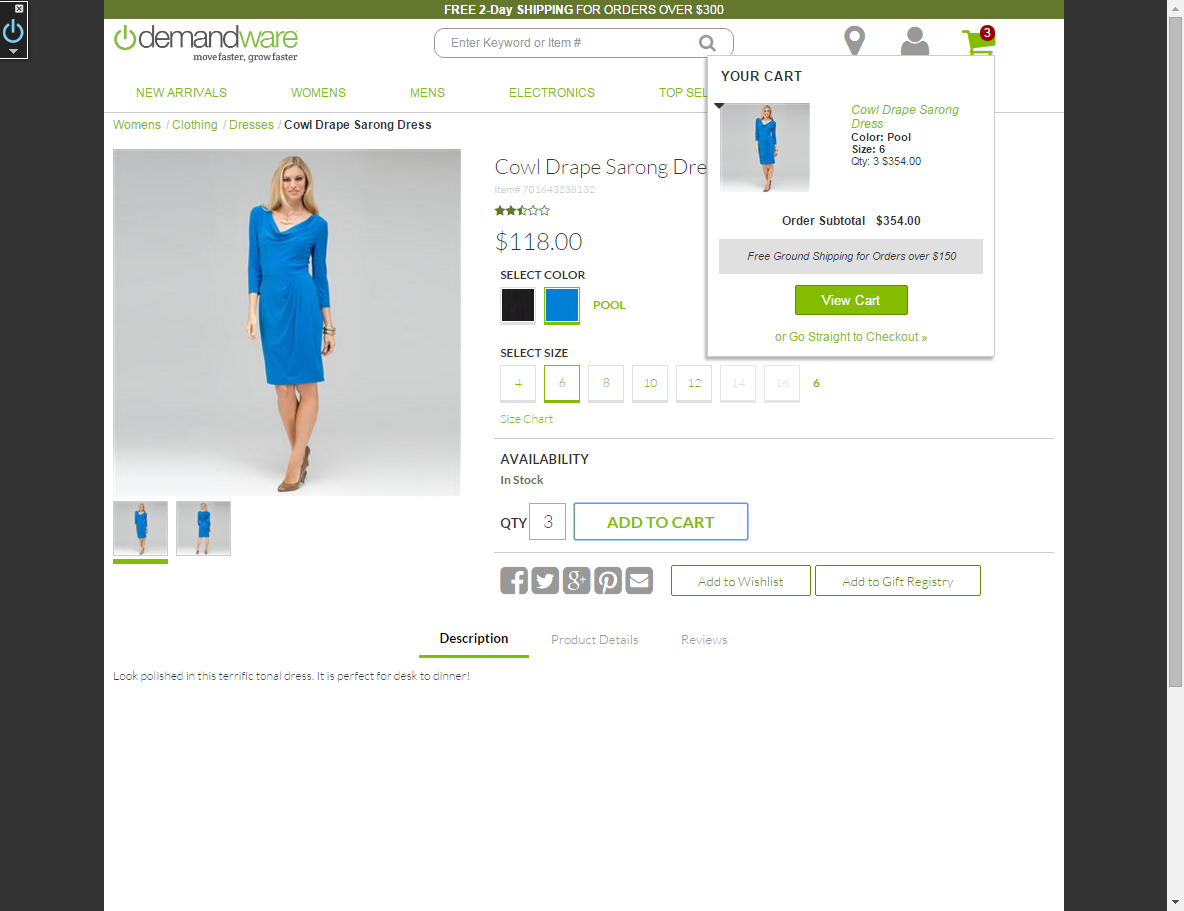 FREE 2-Day SHIPPING FOR ORDERS OVER $300
demandware
move faster, grow faster
Enter Keyword or Item #
3
NEW ARRIVALS WOMENS MENS ELECTRONICS TOP SEL
Womens / Clothing / Dresses / Cowl Drape Sarong Dress
YOUR CART
Cowl Drape Sarong
Dress
Color: Pool
Size: 6
Qty: 3 $354.00
Order Subtotal $354.00
Free Ground Shipping for Orders over $150
View Cart
or Go Straight to Checkout »
Cowl Drape Sarong Dre
Item# 701643238132
$118.00
SELECT COLOR
POOL
SELECT SIZE
4 6 8 10 12 14 16 6
Size Chart
AVAILABILITY
In Stock
QTY 3 ADD TO CART
Add to Wishlist Add to Gift Registry
Description Product Details Reviews
Look polished in this terrific tonal dress. It is perfect for desk to dinner!